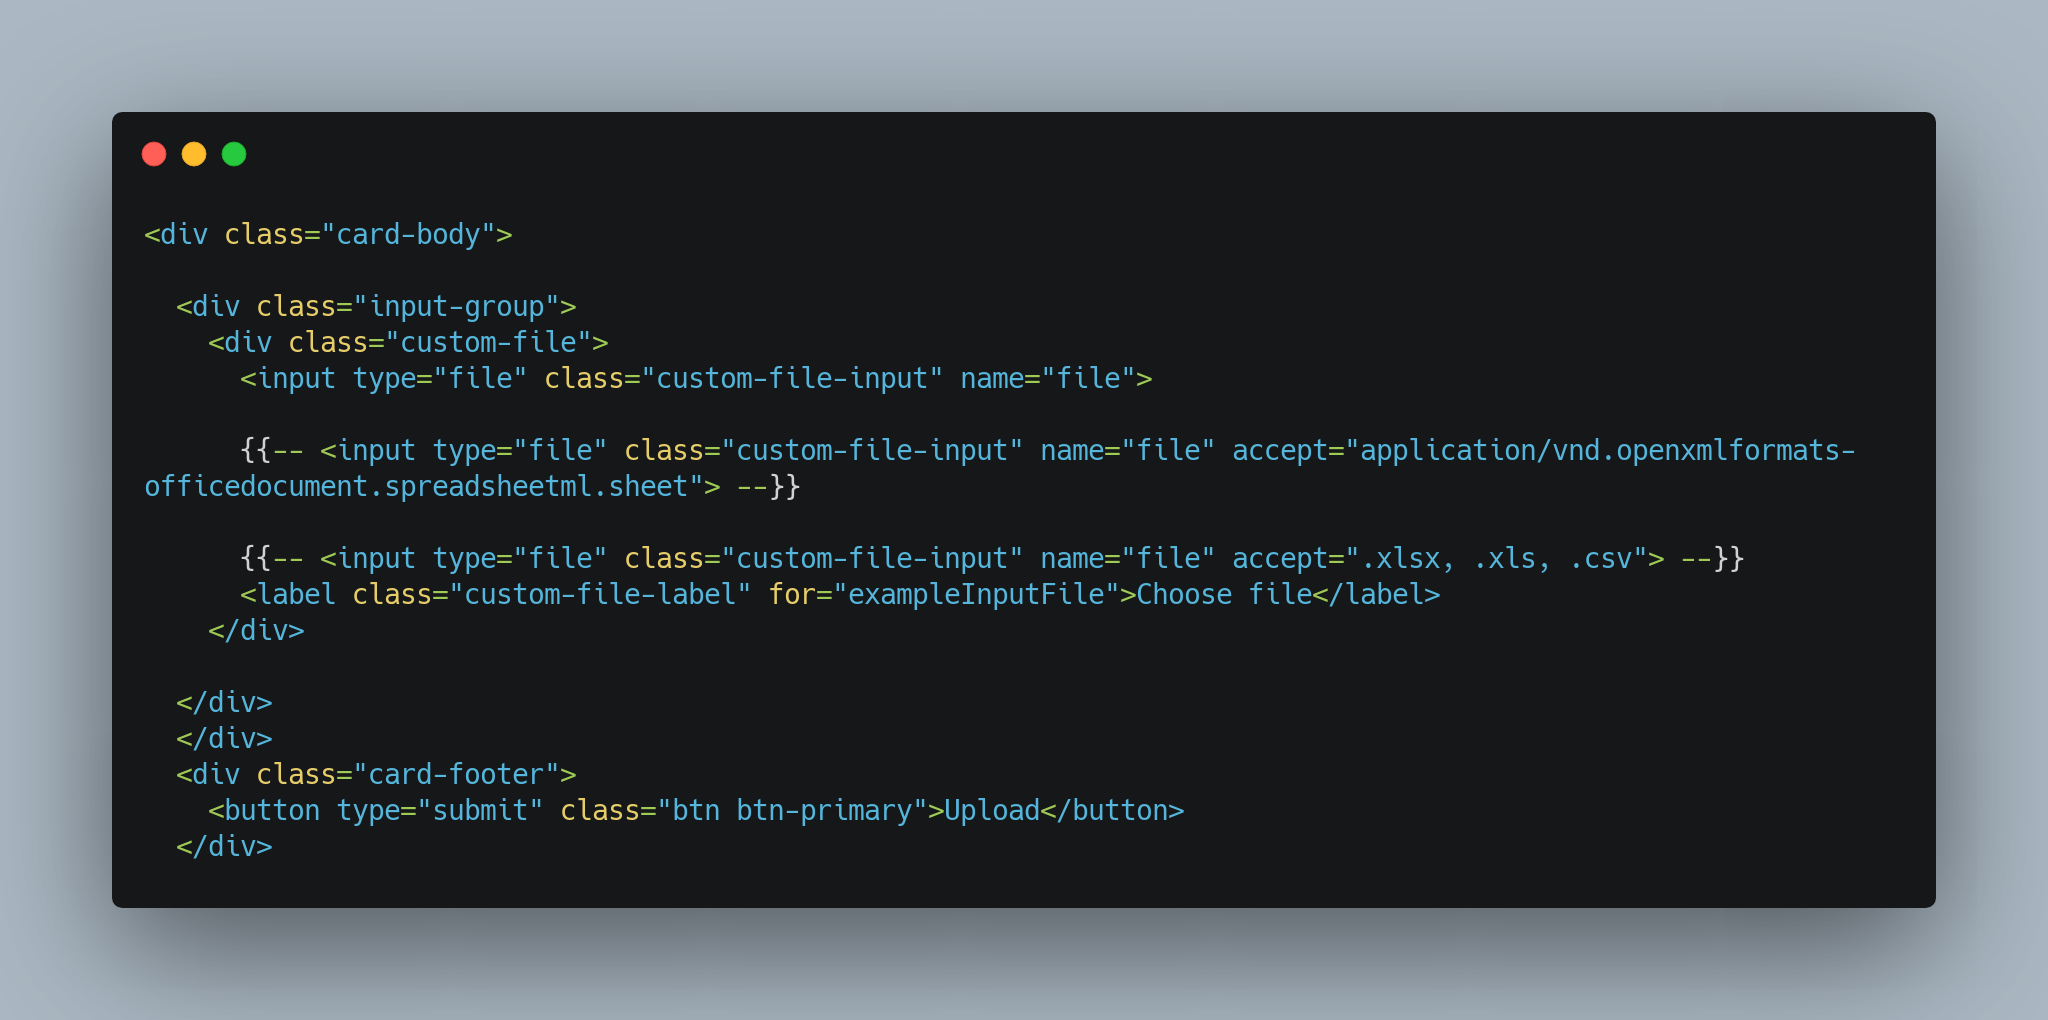 <div class="card-body">
<div class="input-group">
<div class="custom-file">
<input type="file" class="custom-file-input" name="file">
{{-- <input type="file" class="custom-file-input" name="file" accept="application/vnd.openxmlformats-
officedocument.spreadsheetml.sheet"> --}}
{{-- <input type="file" class="custom-file-input" name="file" accept=".xlsx, .xls, .csv"> --}}
<label class="custom-file-label" for="exampleInputFile">Choose file</label>
</div>
</div>
</div>
<div class="card-footer">
<button type="submit" class="btn btn-primary">Upload</button>
</div>